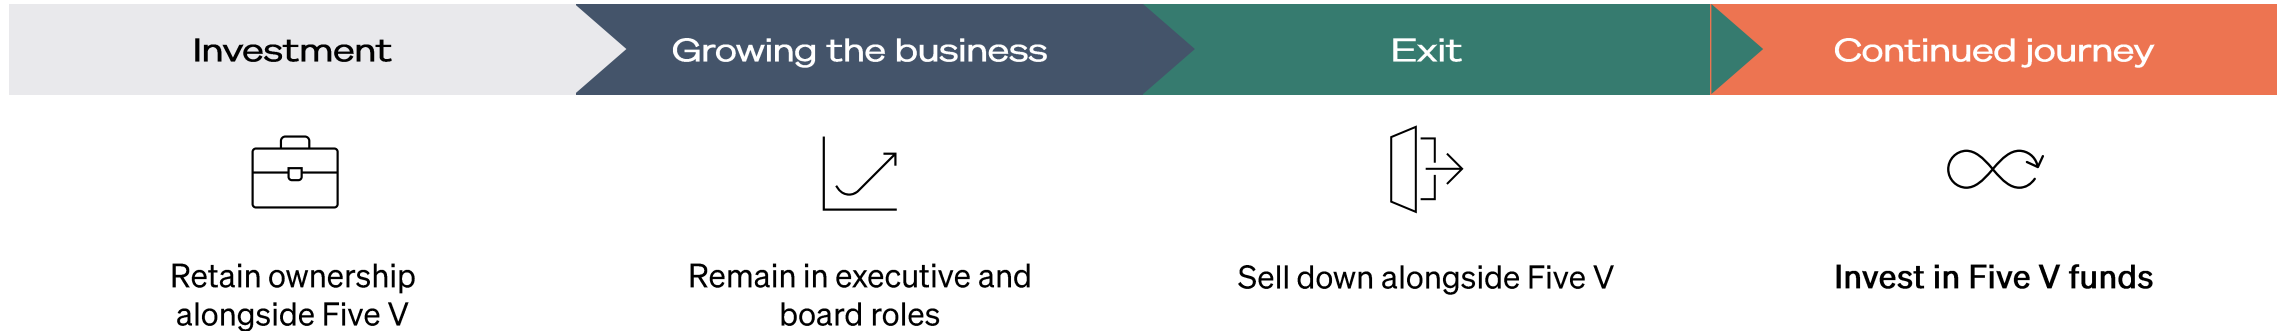 Investment
Growing the business
Exit
Continued journey
Retain ownership
alongside Five V
Remain in executive and
board roles
Sell down alongside Five V
Invest in Five V funds